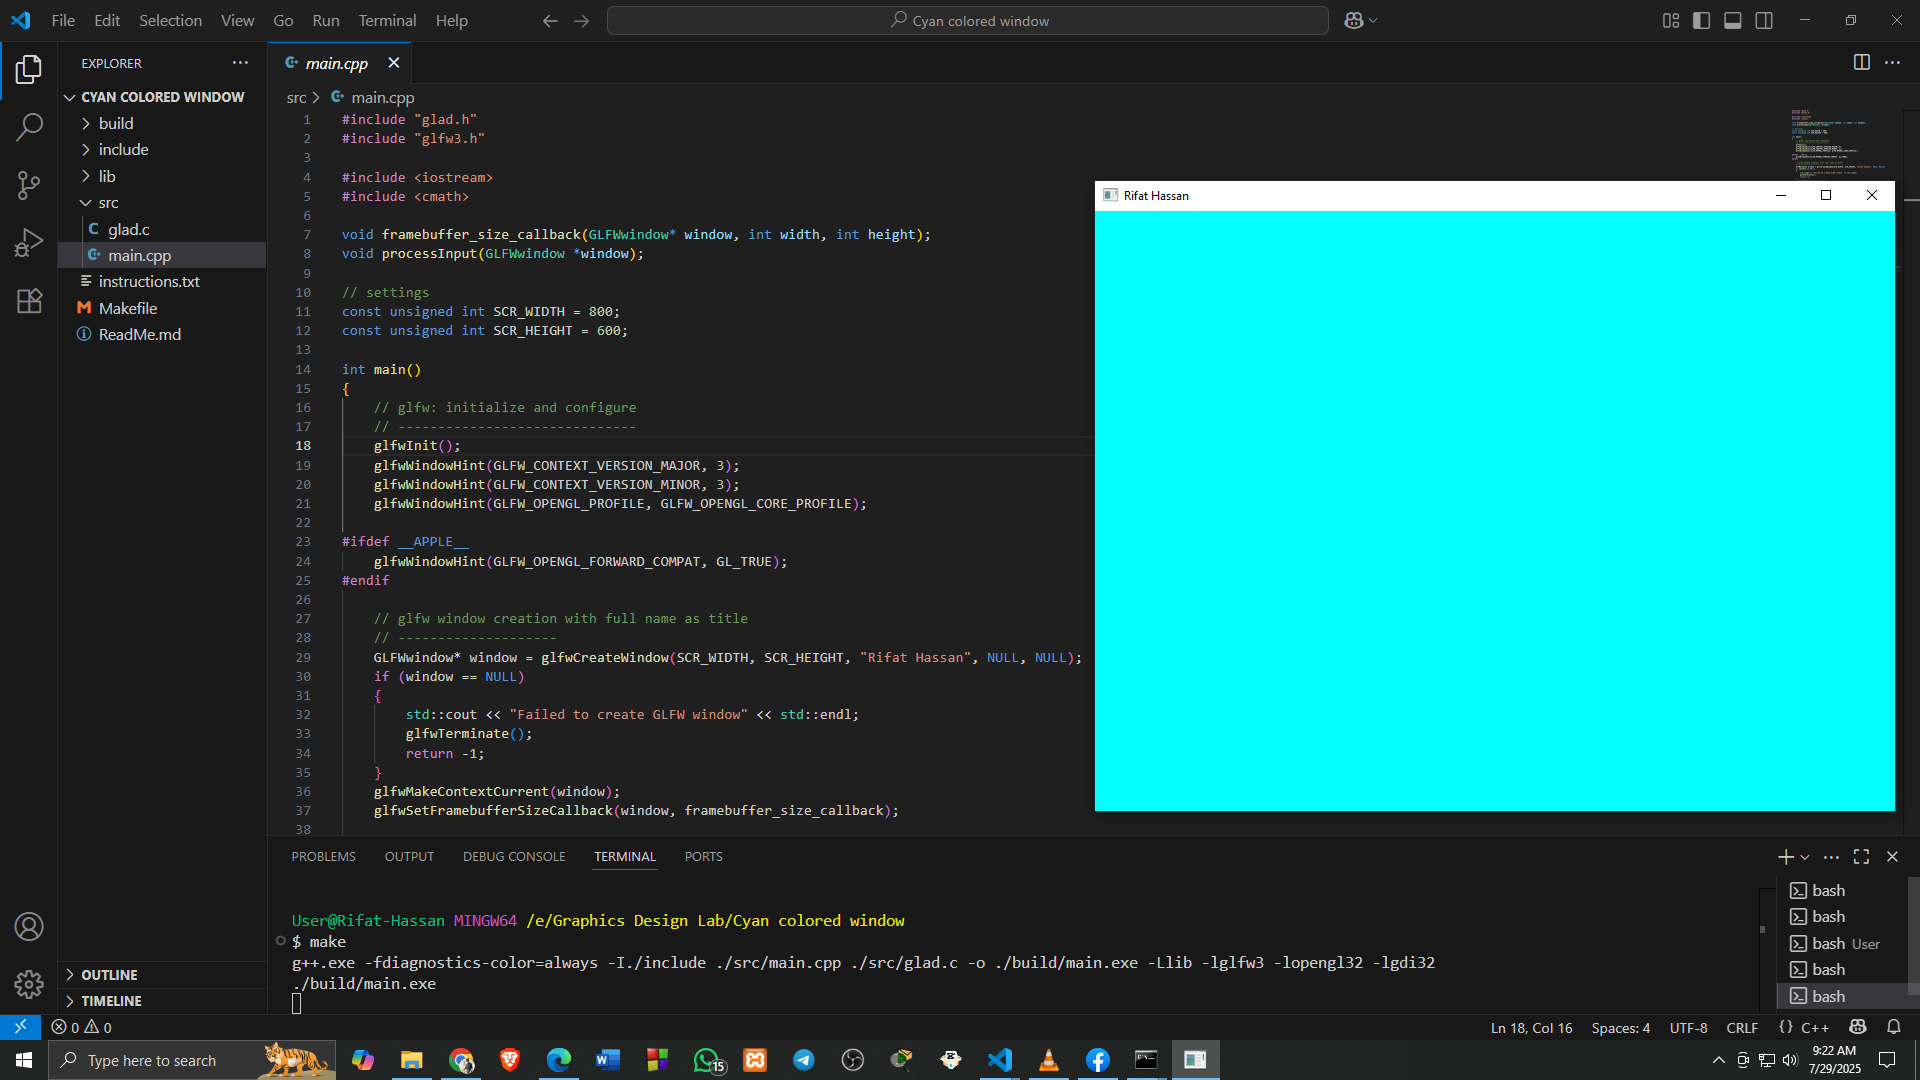 File Edit Selection View Go Run Terminal Help
Cyan colored window
EXPLORER
CYAN COLORED WINDOW
build
include
lib
src
C glad.c
main.cpp
instructions.txt
M Makefile
ReadMe.md
OUTLINE
TIMELINE
main.cpp
src > main.cpp
1 #include "glad.h"
2 #include "glfw3.h"
3
4 #include <iostream>
5 #include <cmath>
6
7 void framebuffer_size_callback(GLFWwindow* window, int width, int height);
8 void processInput(GLFWwindow *window);
9
10 // settings
11 const unsigned int SCR_WIDTH = 800;
12 const unsigned int SCR_HEIGHT = 600;
13
14 int main()
15 {
16 // glfw: initialize and configure
17 // ------------------------------
18 glfwInit();
19 glfwWindowHint(GLFW_CONTEXT_VERSION_MAJOR, 3);
20 glfwWindowHint(GLFW_CONTEXT_VERSION_MINOR, 3);
21 glfwWindowHint(GLFW_OPENGL_PROFILE, GLFW_OPENGL_CORE_PROFILE);
22
23 #ifdef __APPLE__
24 glfwWindowHint(GLFW_OPENGL_FORWARD_COMPAT, GL_TRUE);
25 #endif
26
27 // glfw window creation with full name as title
28 // --------------------
29 GLFWwindow* window = glfwCreateWindow(SCR_WIDTH, SCR_HEIGHT, "Rifat Hassan", NULL, NULL);
30 if (window == NULL)
31 {
32 std::cout << "Failed to create GLFW window" << std::endl;
33 glfwTerminate();
34 return -1;
35 }
36 glfwMakeContextCurrent(window);
37 glfwSetFramebufferSizeCallback(window, framebuffer_size_callback);
38
Rifat Hassan
PROBLEMS OUTPUT DEBUG CONSOLE TERMINAL PORTS
User@Rifat-Hassan MINGW64 /e/Graphics Design Lab/Cyan colored window
$ make
g++.exe -fdiagnostics-color=always -I./include ./src/main.cpp ./src/glad.c -o ./build/main.exe -Llib -lglfw3 -lopengl32 -lgdi32
./build/main.exe
bash
bash
bash User
bash
bash
0 0
Ln 18, Col 16 Spaces: 4 UTF-8 CRLF {} C++
Type here to search
15
9:22 AM
7/29/2025